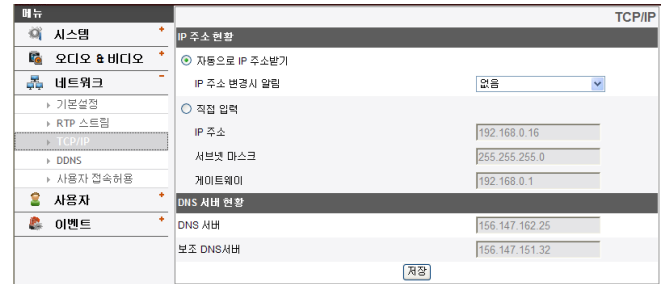 메뉴
시스템 +
오디오 & 비디오 +
네트워크 -
기본설정
RTP 스트림
TCP/IP
DDNS
사용자 접속허용
사용자 +
이벤트 +
TCP/IP
IP 주소 현황
자동으로 IP 주소받기
IP 주소 변경시 알림 없음
직접 입력
IP 주소 192.168.0.16
서브넷 마스크 255.255.255.0
게이트웨이 192.168.0.1
DNS 서버 현황
DNS 서버 156.147.162.25
보조 DNS서버 156.147.151.32
저장